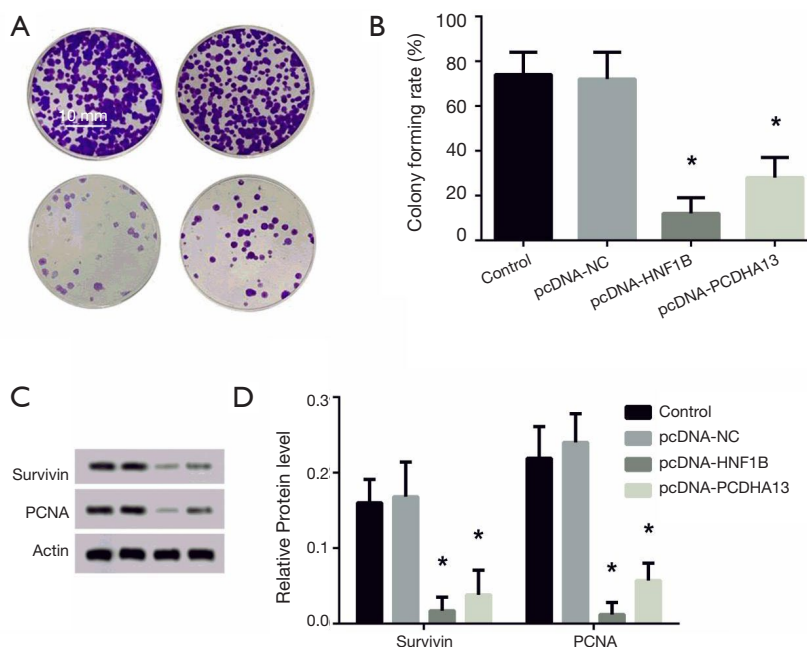 A
10 mm
B
Colony forming rate (%)
100
80
60
40
20
0
*
*
Control
pcDNA-NC
pcDNA-HNF1B
pcDNA-PCDHA13
C
Survivin
PCNA
Actin
D
Relative Protein level
0.3
0.2
0.1
0.0
*
*
*
*
Survivin
PCNA
Control
pcDNA-NC
pcDNA-HNF1B
pcDNA-PCDHA13